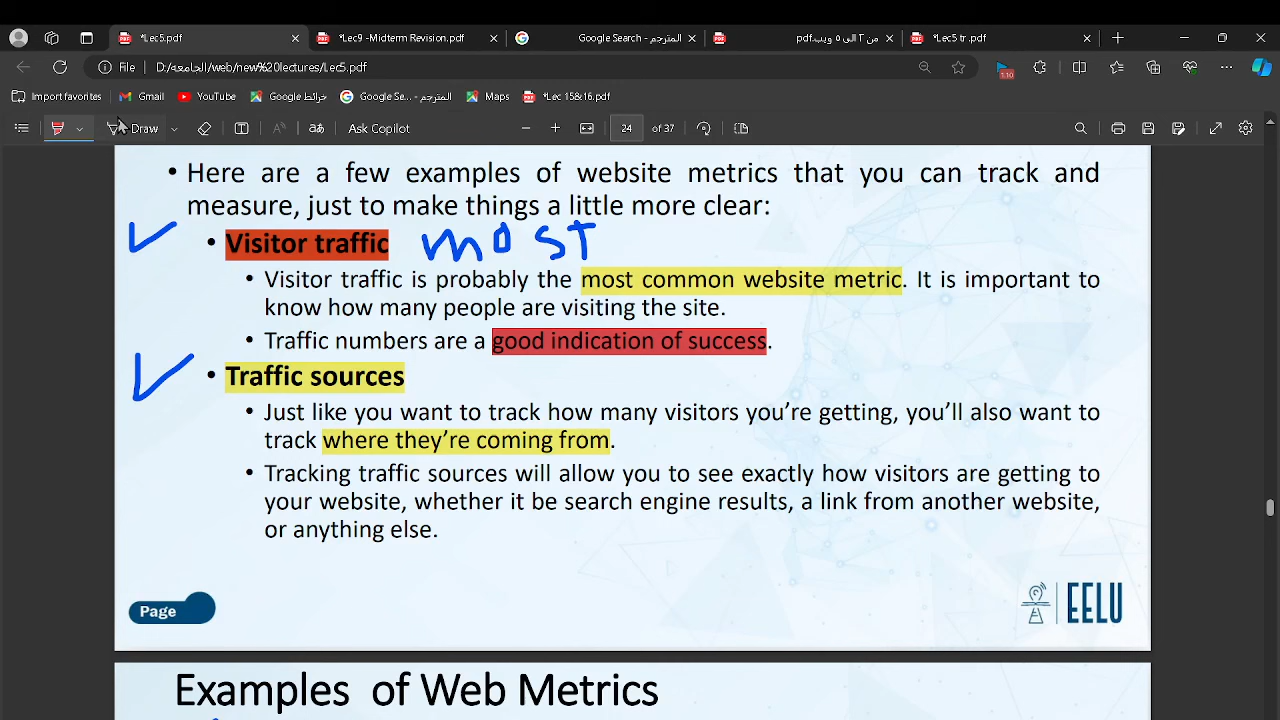 *Lec5.pdf
*Lec9 -Midterm Revision.pdf
المترجم - Google Search
من ٢ الى ٥ ويب.pdf
*Lec5 tr.pdf
File
D:/الجامعه/web/new%20lectures/Lec5.pdf
Import favorites
Gmail
YouTube
خرائط Google
المترجم - Google Se...
Maps
*Lec 15&16.pdf
1.10
Draw
Ask Copilot
24 of 37
• Here are a few examples of website metrics that you can track and
measure, just to make things a little more clear:
• Visitor traffic most
• Visitor traffic is probably the most common website metric. It is important to
know how many people are visiting the site.
• Traffic numbers are a good indication of success.
• Traffic sources
• Just like you want to track how many visitors you’re getting, you’ll also want to
track where they’re coming from.
• Tracking traffic sources will allow you to see exactly how visitors are getting to
your website, whether it be search engine results, a link from another website,
or anything else.
Page
EELU
Examples of Web Metrics